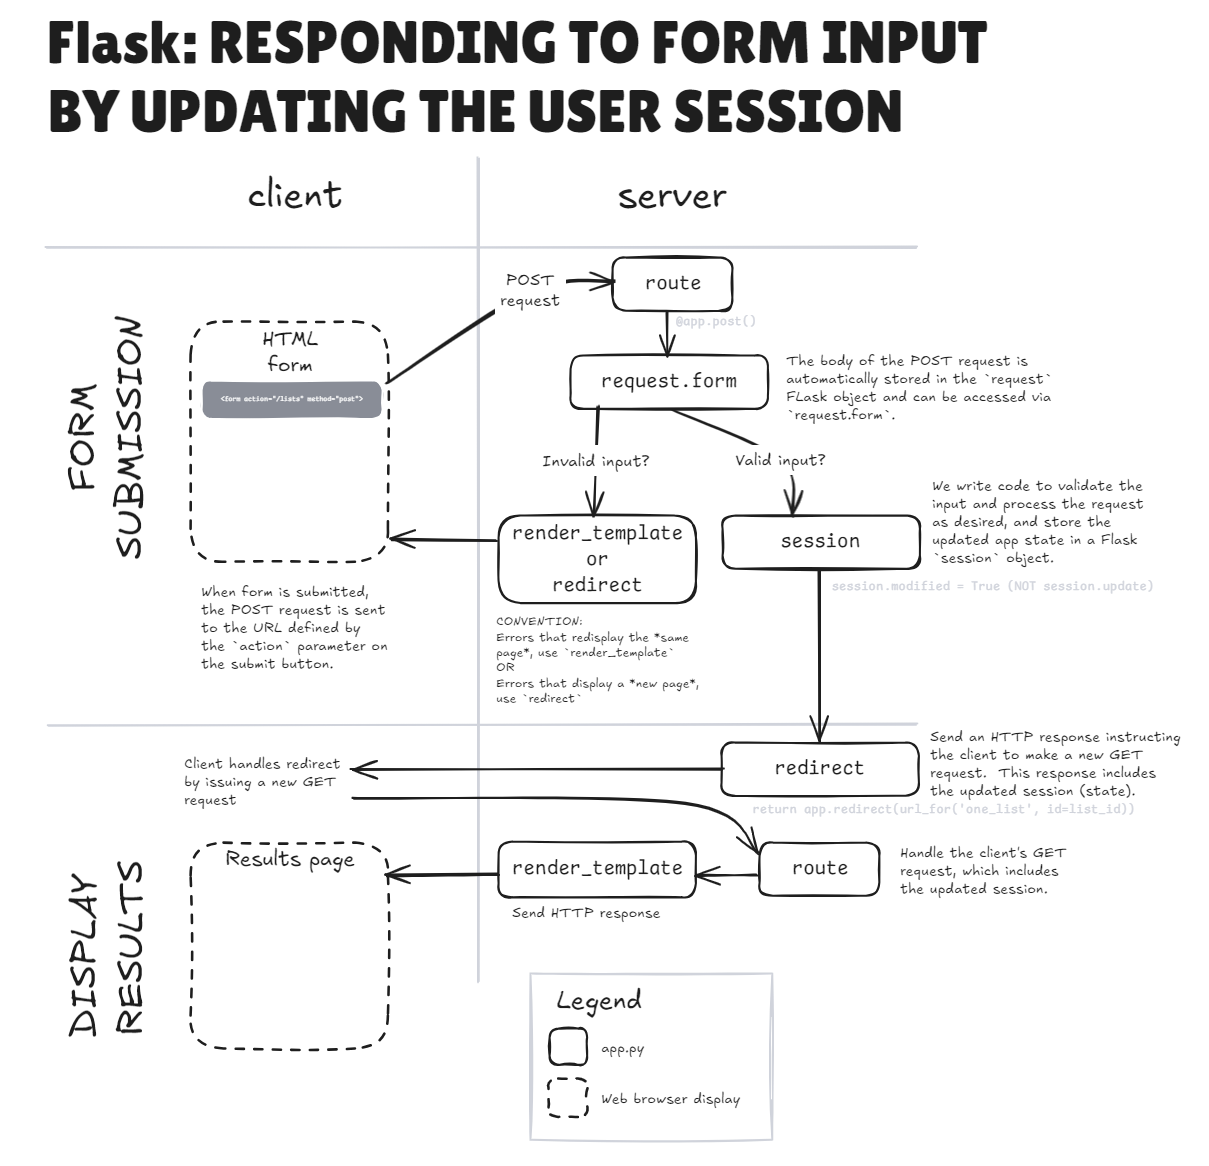 Flask: RESPONDING TO FORM INPUT
BY UPDATING THE USER SESSION
client
server
FORM
SUBMISSION
POST
request
route
@app.post()
HTML
form
<form action="/lists" method="post">
request.form
The body of the POST request is
automatically stored in the `request`
FLask object and can be accessed via
`request.form`.
Invalid input?
Valid input?
render_template
or
redirect
session
We write code to validate the
input and process the request
as desired, and store the
updated app state in a Flask
`session` object.
session.modified = True (NOT session.update)
When form is submitted,
the POST request is sent
to the URL defined by
the `action` parameter on
the submit button.
CONVENTION:
Errors that redisplay the *same
page*, use `render_template`
OR
Errors that display a *new page*,
use `redirect`
DISPLAY
RESULTS
Client handles redirect
by issuing a new GET
request
redirect
Send an HTTP response instructing
the client to make a new GET
request.  This response includes
the updated session (state).
return app.redirect(url_for('one_list', id=list_id))
Results page
render_template
Send HTTP response
route
Handle the client's GET
request, which includes
the updated session.
Legend
app.py
Web browser display